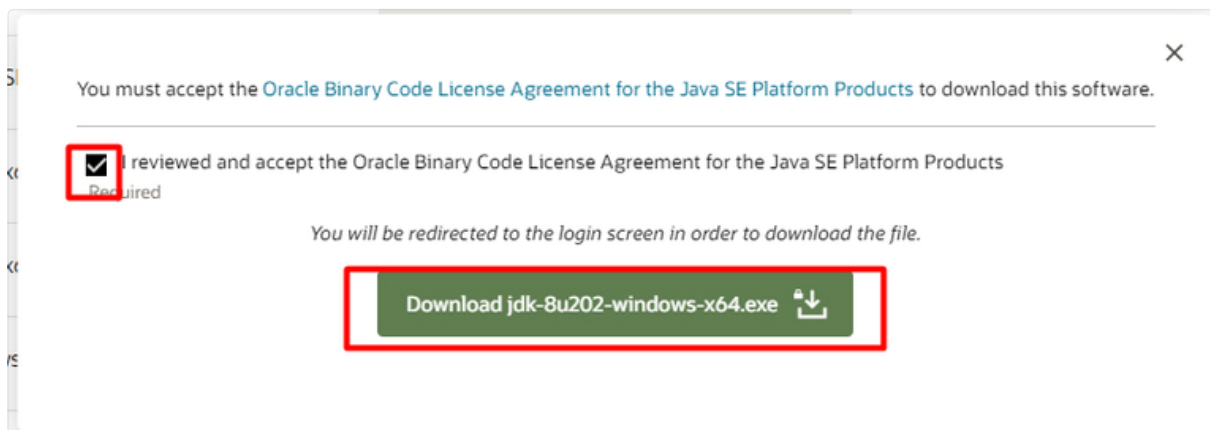 You must accept the Oracle Binary Code License Agreement for the Java SE Platform Products to download this software.
I reviewed and accept the Oracle Binary Code License Agreement for the Java SE Platform Products
Required
You will be redirected to the login screen in order to download the file.
Download jdk-8u202-windows-x64.exe